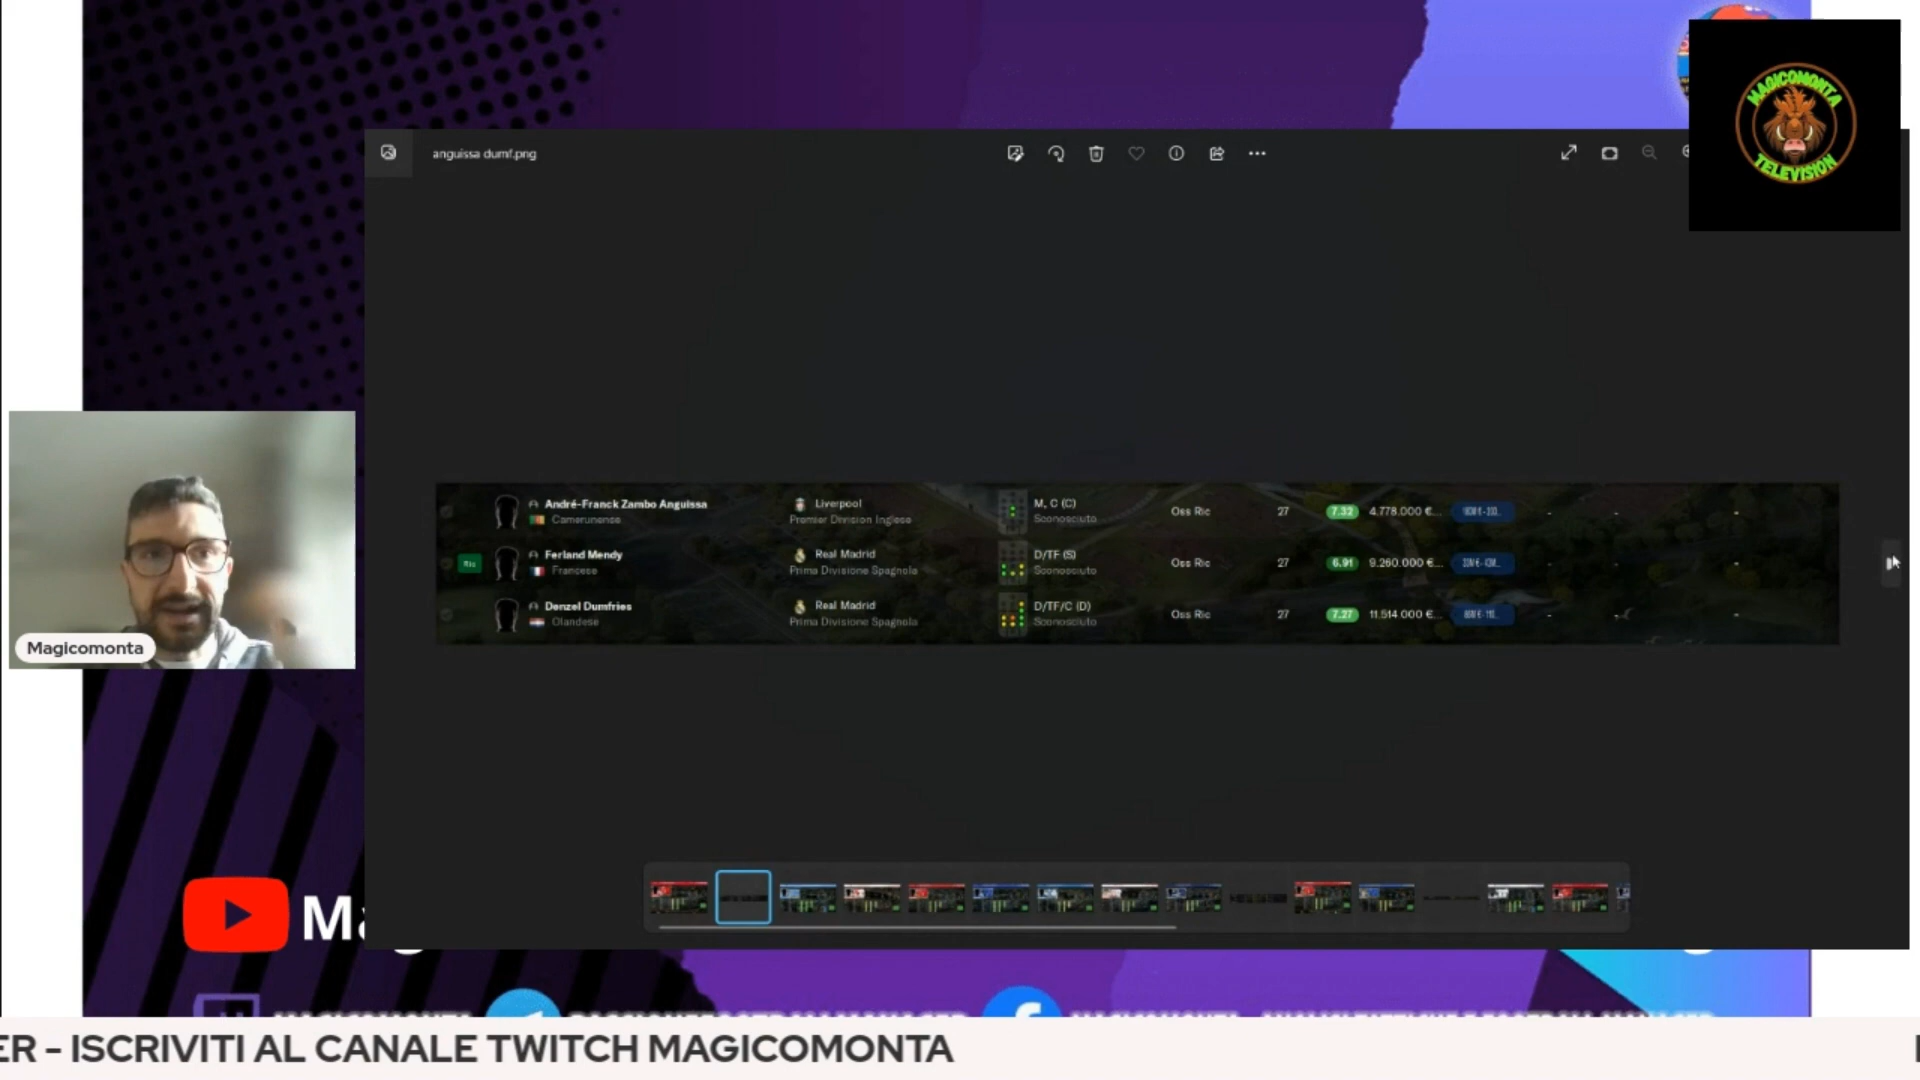 MAGICOMONTA
TELEVISION
anguissa dumf.png
André-Franck Zambo Anguissa
Camerunense
Liverpool
Premier Division Inglese
M, C (C)
Sconosciuto
Oss Ric
27
7.32
4.778.000 €...
Ric
Ferland Mendy
Francese
Real Madrid
Prima Divisione Spagnola
D/TF (S)
Sconosciuto
Oss Ric
27
6.91
9.260.000 €...
Denzel Dumfries
Olandese
Real Madrid
Prima Divisione Spagnola
D/TF/C (D)
Sconosciuto
Oss Ric
27
7.27
11.514.000 €...
Magicomonta
ER - ISCRIVITI AL CANALE TWITCH MAGICOMONTA